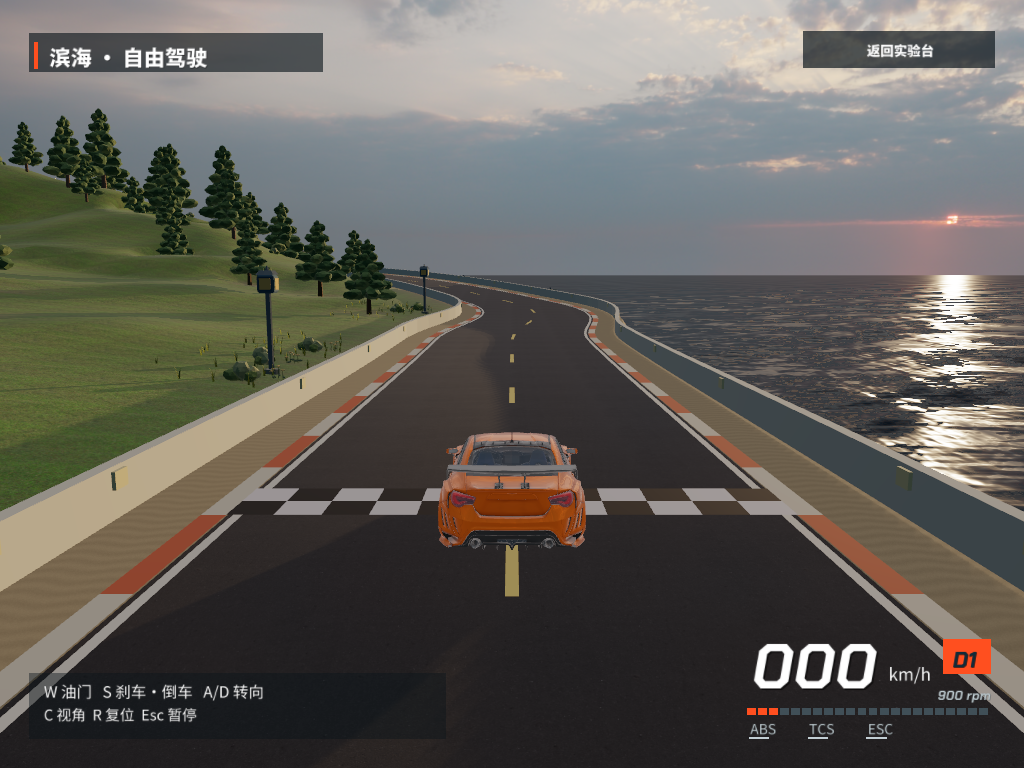 滨海・自由驾驶
返回实验台
W 油门 S 刹车・倒车 A/D 转向
C 视角 R 复位 Esc 暂停
000 km/h D1
900 rpm
ABS TCS ESC